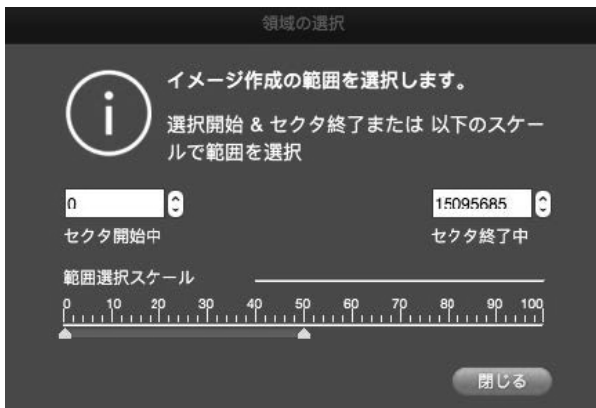 領域の選択
イメージ作成の範囲を選択します。
選択開始 & セクタ終了または 以下のスケー
ルで範囲を選択
0
15095685
セクタ開始中
セクタ終了中
範囲選択スケール
0 10 20 30 40 50 60 70 80 90 100
閉じる